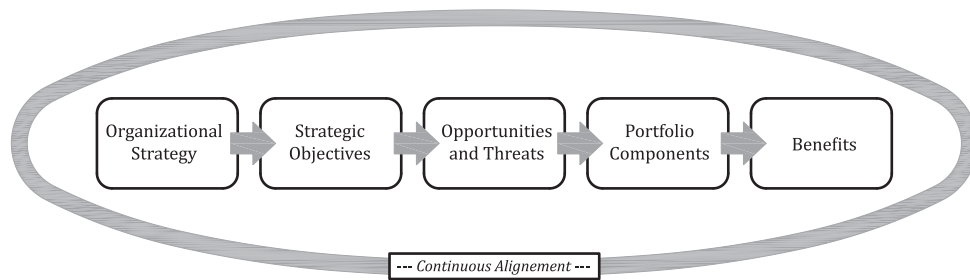 Organizational
Strategy
Strategic
Objectives
Opportunities
and Threats
Portfolio
Components
Benefits
--- Continuous Alignement ---